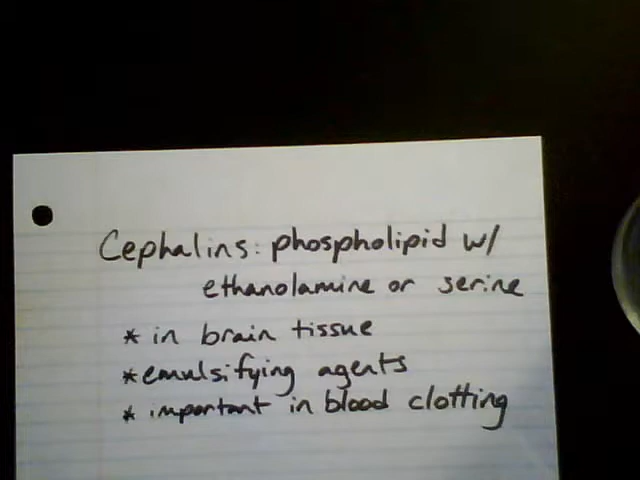 Cephalins: phospholipid w/
ethanolamine or serine
* in brain tissue
* emulsifying agents
* important in blood clotting